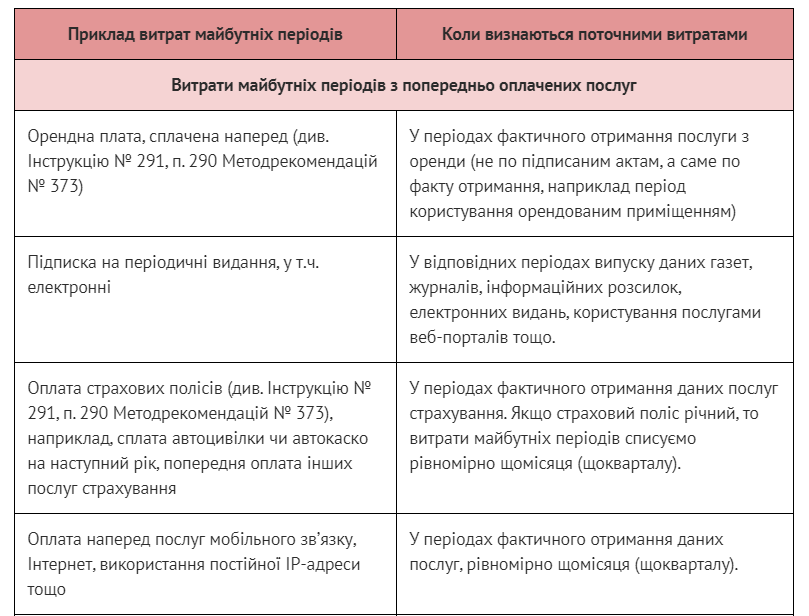 Приклад витрат майбутніх періодів
Коли визнаються поточними витратами
Витрати майбутніх періодів з попередньо оплачених послуг
Орендна плата, сплачена наперед (див.
Інструкцію № 291, п. 290 Методрекомендацій
№ 373)
У періодах фактичного отримання послуги з
оренди (не по підписаним актам, а саме по
факту отримання, наприклад період
користування орендованим приміщенням)
Підписка на періодичні видання, у т.ч.
електронні
У відповідних періодах випуску даних газет,
журналів, інформаційних розсилок,
електронних видань, користування послугами
веб-порталів тощо.
Оплата страхових полісів (див. Інструкцію №
291, п. 290 Методрекомендацій № 373),
наприклад, сплата автоцивілки чи автокаско
на наступний рік, попередня оплата інших
послуг страхування
У періодах фактичного отримання даних послуг
страхування. Якщо страховий поліс річний, то
витрати майбутніх періодів списуємо
рівномірно щомісяця (щокварталу).
Оплата наперед послуг мобільного зв’язку,
Інтернет, використання постійної IP-адреси
тощо
У періодах фактичного отримання даних
послуг, рівномірно щомісяця (щокварталу).